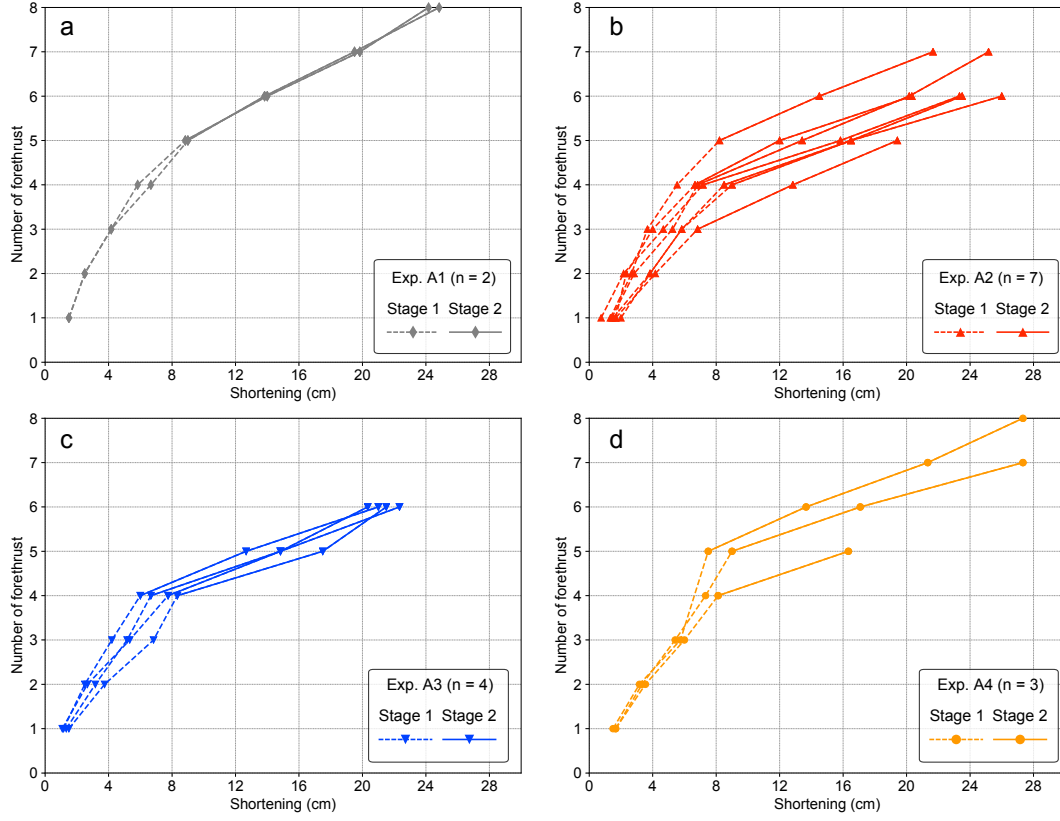 a
Number of forethrust
8
7
6
5
4
3
2
1
0
Exp. A1 (n = 2)
Stage 1 Stage 2
0 4 8 12 16 20 24 28
Shortening (cm)
b
Number of forethrust
8
7
6
5
4
3
2
1
0
Exp. A2 (n = 7)
Stage 1 Stage 2
0 4 8 12 16 20 24 28
Shortening (cm)
c
Number of forethrust
8
7
6
5
4
3
2
1
0
Exp. A3 (n = 4)
Stage 1 Stage 2
0 4 8 12 16 20 24 28
Shortening (cm)
d
Number of forethrust
8
7
6
5
4
3
2
1
0
Exp. A4 (n = 3)
Stage 1 Stage 2
0 4 8 12 16 20 24 28
Shortening (cm)